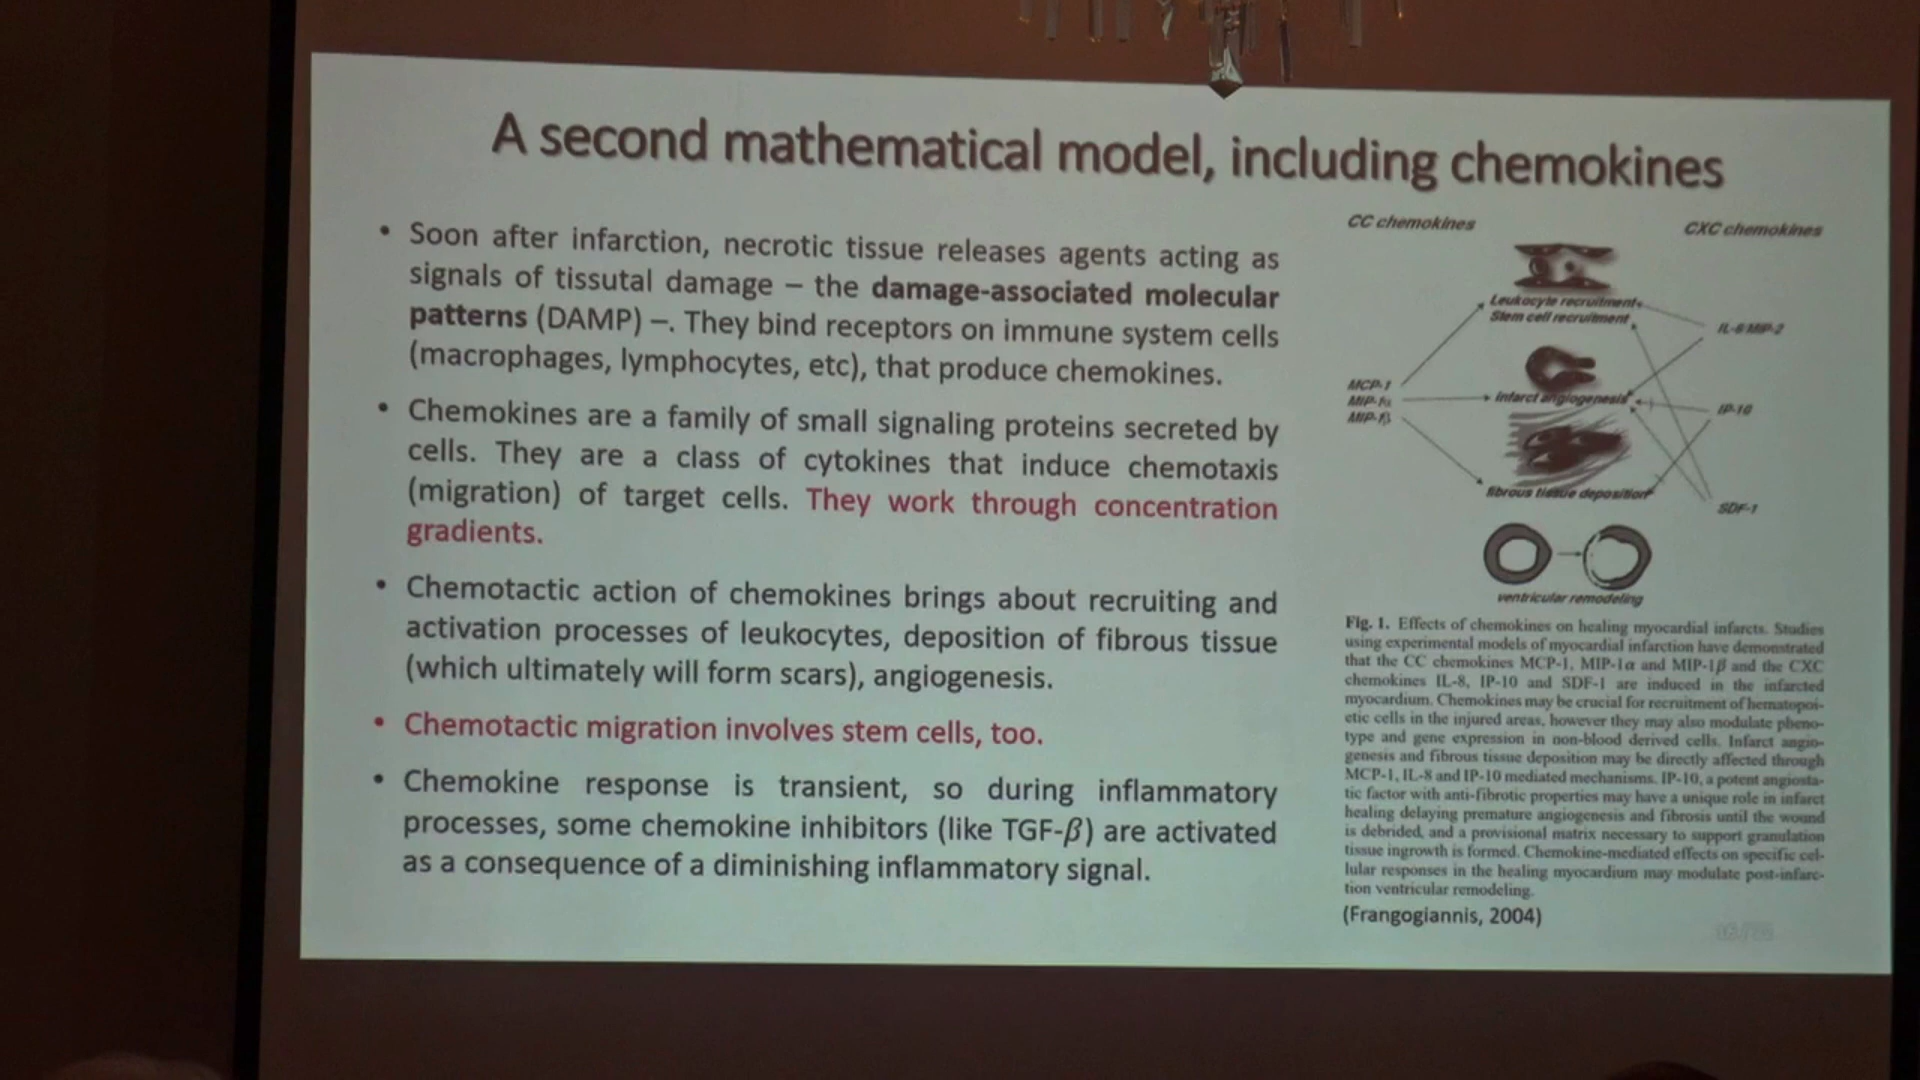 A second mathematical model, including chemokines
• Soon after infarction, necrotic tissue releases agents acting as
signals of tissutal damage – the damage-associated molecular
patterns (DAMP) –. They bind receptors on immune system cells
(macrophages, lymphocytes, etc), that produce chemokines.
• Chemokines are a family of small signaling proteins secreted by
cells. They are a class of cytokines that induce chemotaxis
(migration) of target cells. They work through concentration
gradients.
• Chemotactic action of chemokines brings about recruiting and
activation processes of leukocytes, deposition of fibrous tissue
(which ultimately will form scars), angiogenesis.
• Chemotactic migration involves stem cells, too.
• Chemokine response is transient, so during inflammatory
processes, some chemokine inhibitors (like TGF-β) are activated
as a consequence of a diminishing inflammatory signal.
CC chemokines
CXC chemokines
Leukocyte recruitment
Stem cell recruitment
IL-8/MIP-2
MCP-1
MIP-1α
MIP-1β
infarct angiogenesis
IP-10
fibrous tissue deposition
SDF-1
ventricular remodeling
Fig. 1. Effects of chemokines on healing myocardial infarcts. Studies
using experimental models of myocardial infarction have demonstrated
that the CC chemokines MCP-1, MIP-1α and MIP-1β and the CXC
chemokines IL-8, IP-10 and SDF-1 are induced in the infarcted
myocardium. Chemokines may be crucial for recruitment of hematopoi-
etic cells in the injured areas, however they may also modulate pheno-
type and gene expression in non-blood derived cells. Infarct angio-
genesis and fibrous tissue deposition may be directly affected through
MCP-1, IL-8 and IP-10 mediated mechanisms. IP-10, a potent angiosta-
tic factor with anti-fibrotic properties may have a unique role in infarct
healing delaying premature angiogenesis and fibrosis until the wound
is debrided, and a provisional matrix necessary to support granulation
tissue ingrowth is formed. Chemokine-mediated effects on specific cel-
lular responses in the healing myocardium may modulate post-infarc-
tion ventricular remodeling.
(Frangogiannis, 2004)